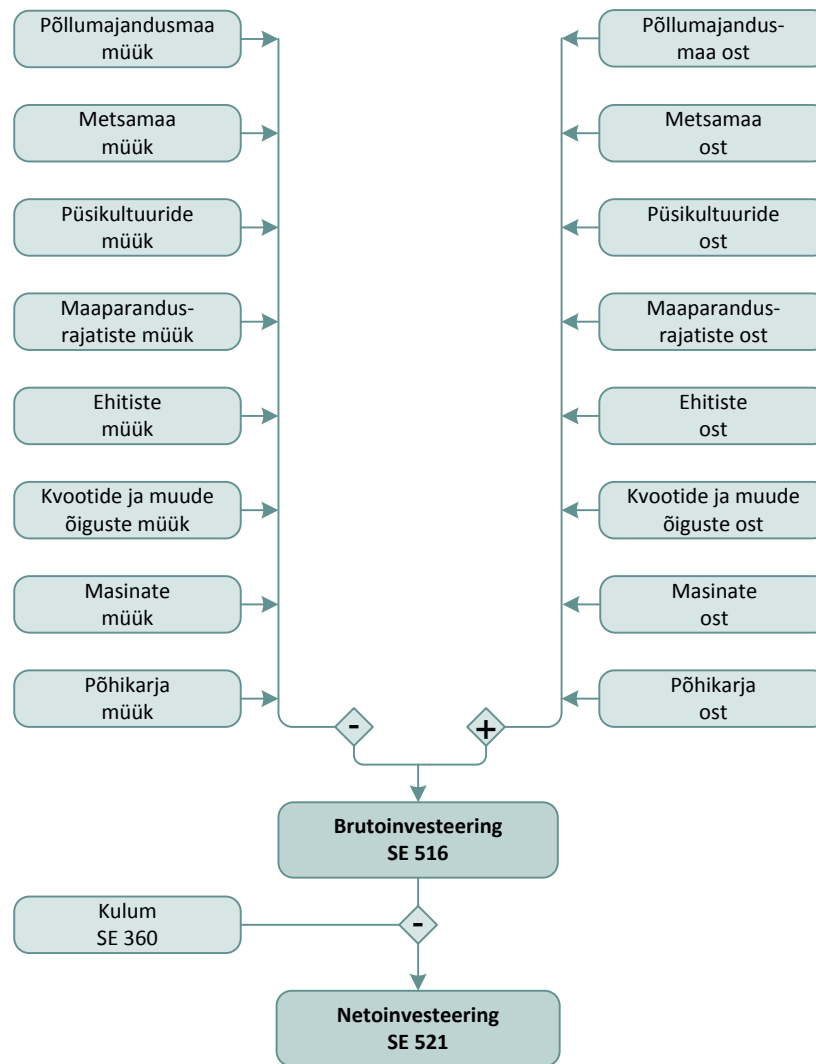 Põllumajandusmaa
müük
Põllumajandus-
maa ost
Metsamaa
müük
Metsamaa
ost
Püsikultuuride
müük
Püsikultuuride
ost
Maaparandus-
rajatiste müük
Maaparandus-
rajatiste ost
Ehitiste
müük
Ehitiste
ost
Kvootide ja muude
õiguste müük
Kvootide ja muude
õiguste ost
Masinate
müük
Masinate
ost
Põhikarja
müük
Põhikarja
ost
-
+
Brutoinvesteering
SE 516
Kulum
SE 360
-
Netoinvesteering
SE 521